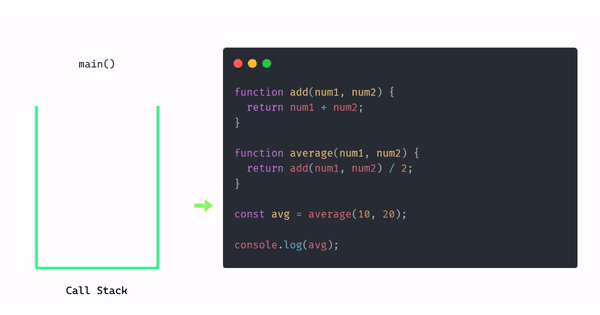 main()
function add(num1, num2) {
  return num1 + num2;
}
function average(num1, num2) {
  return add(num1, num2) / 2;
}
const avg = average(10, 20);
console.log(avg);
Call Stack